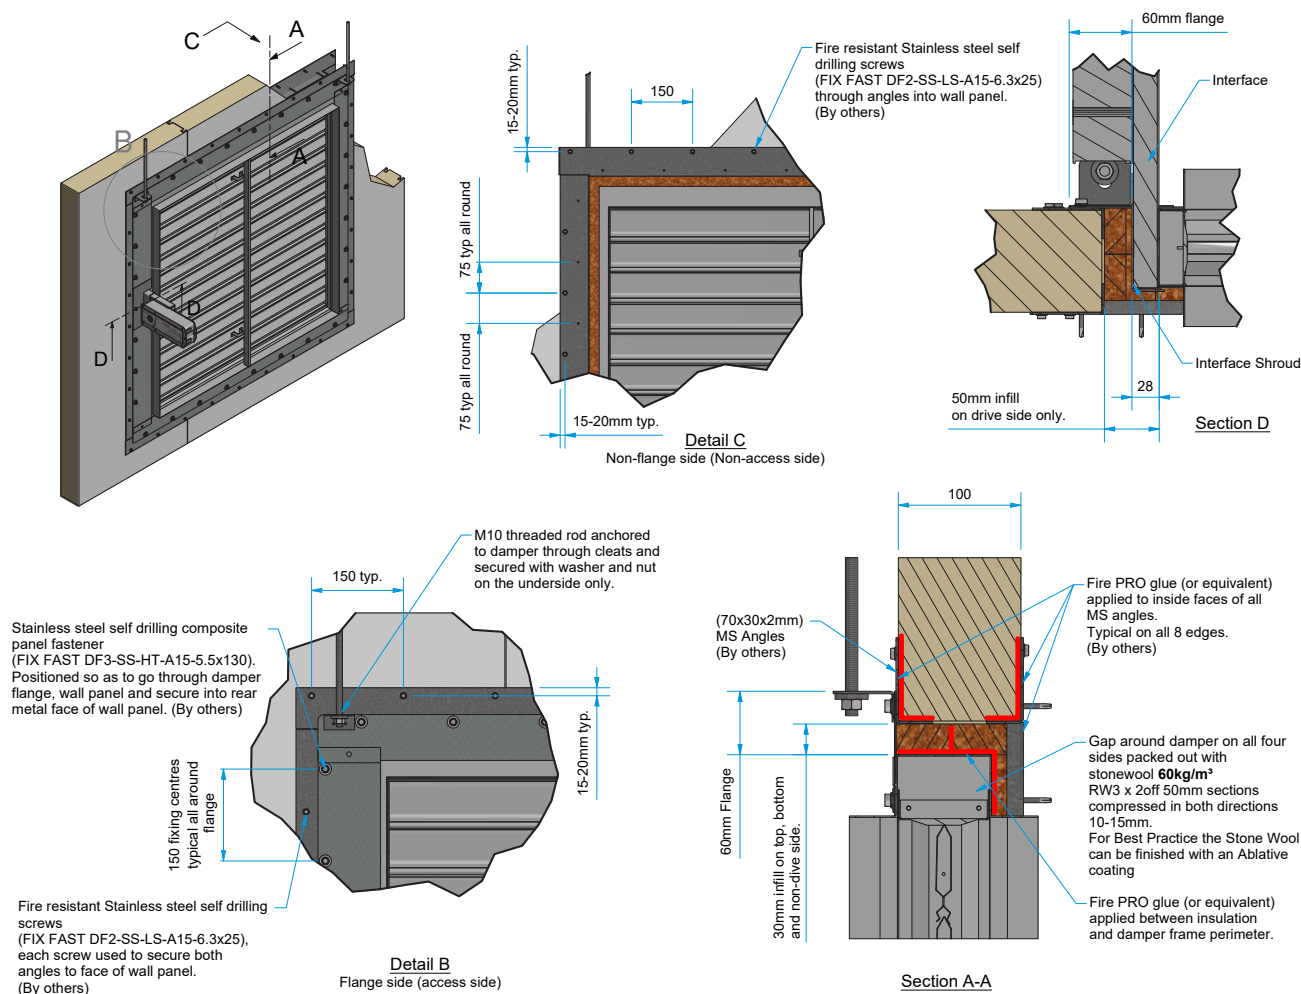 C
A
B
A
D
D
15-20mm typ.
150
Fire resistant Stainless steel self
drilling screws
(FIX FAST DF2-SS-LS-A15-6.3x25)
through angles into wall panel.
(By others)
75 typ all round
75 typ all round
15-20mm typ.
Detail C
Non-flange side (Non-access side)
60mm flange
Interface
Interface Shroud
28
50mm infill
on drive side only.
Section D
M10 threaded rod anchored
to damper through cleats and
secured with washer and nut
on the underside only.
150 typ.
Stainless steel self drilling composite
panel fastener
(FIX FAST DF3-SS-HT-A15-5.5x130).
Positioned so as to go through damper
flange, wall panel and secure into rear
metal face of wall panel. (By others)
15-20mm typ.
150 fixing centres
typical all around
flange
Fire resistant Stainless steel self drilling
screws
(FIX FAST DF2-SS-LS-A15-6.3x25),
each screw used to secure both
angles to face of wall panel.
(By others)
Detail B
Flange side (access side)
100
(70x30x2mm)
MS Angles
(By others)
Fire PRO glue (or equivalent)
applied to inside faces of all
MS angles.
Typical on all 8 edges.
(By others)
60mm Flange
30mm infill on top, bottom
and non-dive side.
Gap around damper on all four
sides packed out with
stonewool 60kg/m³
RW3 x 2off 50mm sections
compressed in both directions
10-15mm.
For Best Practice the Stone Wool
can be finished with an Ablative
coating
Fire PRO glue (or equivalent)
applied between insulation
and damper frame perimeter.
Section A-A